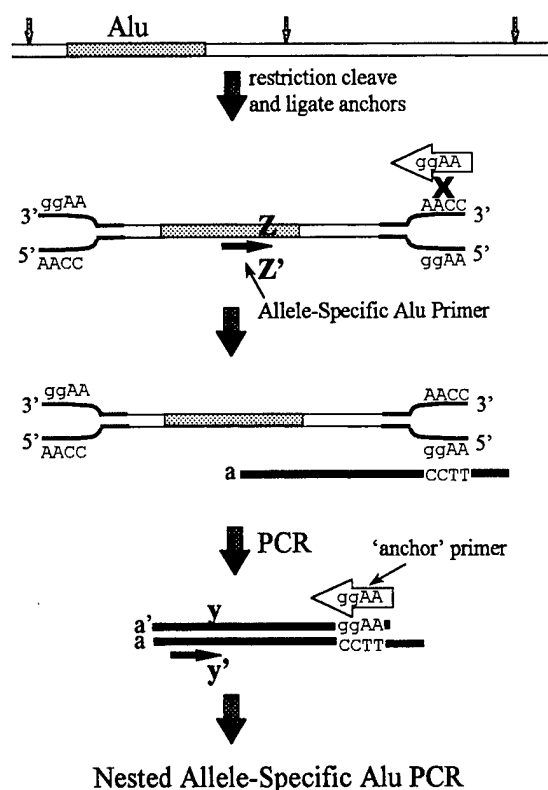 Alu
restriction cleave
and ligate anchors
ggAA
X
ggAA AACC
3' Z 3'
5' Z' 5'
AACC ggAA
Allele-Specific Alu Primer
ggAA AACC
3' 3'
5' 5'
AACC ggAA
a CCTT
PCR
'anchor' primer
ggAA
y
a' ggAA
a CCTT
y'
Nested Allele-Specific Alu PCR